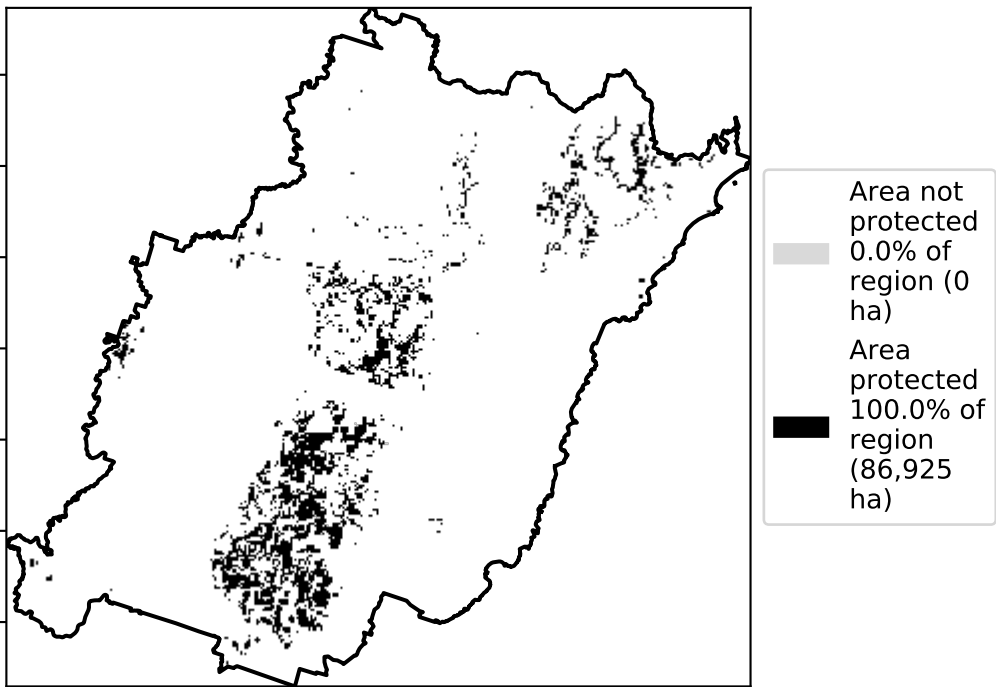 Area not
protected
0.0% of
region (0
ha)
Area
protected
100.0% of
region
(86,925
ha)